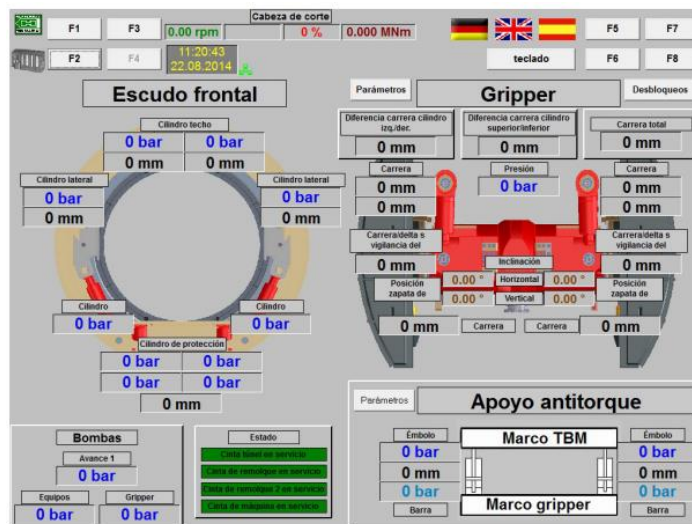 F1
F3
0.00 rpm
Cabeza de corte
0 %
0.000 MNm
F5
F7
F2
F4
11:20:43
22.08.2014
teclado
F6
F8
Escudo frontal
Cilindro techo
0 bar 0 bar
0 mm 0 mm
Cilindro lateral
0 bar
0 mm
Cilindro lateral
0 bar
0 mm
Cilindro
0 bar
Cilindro
0 bar
Cilindro de protección
0 bar 0 bar
0 bar 0 bar
0 mm
Parámetros
Gripper
Desbloqueos
Diferencia carrera cilindro
izq./der.
0 mm
Diferencia carrera cilindro
superior/inferior
0 mm
Carrera total
0 mm
Carrera
0 mm
0 mm
Presión
0 bar
Carrera
0 mm
0 mm
Carrera/delta s
vigilancia del
0 mm
Carrera/delta s
vigilancia del
0 mm
Inclinación
0.00 ° Horizontal 0.00 °
0.00 ° Vertical 0.00 °
Posición
zapata de
Posición
zapata de
0 mm
Carrera
Carrera
0 mm
Bombas
Avance 1
0 bar
Equipos
0 bar
Gripper
0 bar
Estado
Cinta túnel en servicio
Cinta de remolque en servicio
Cinta de remolque 2 en servicio
Cinta de máquina en servicio
Parámetros
Apoyo antitorque
Émbolo
0 bar
0 mm
0 bar
Barra
Marco TBM
Marco gripper
Émbolo
0 bar
0 mm
0 bar
Barra